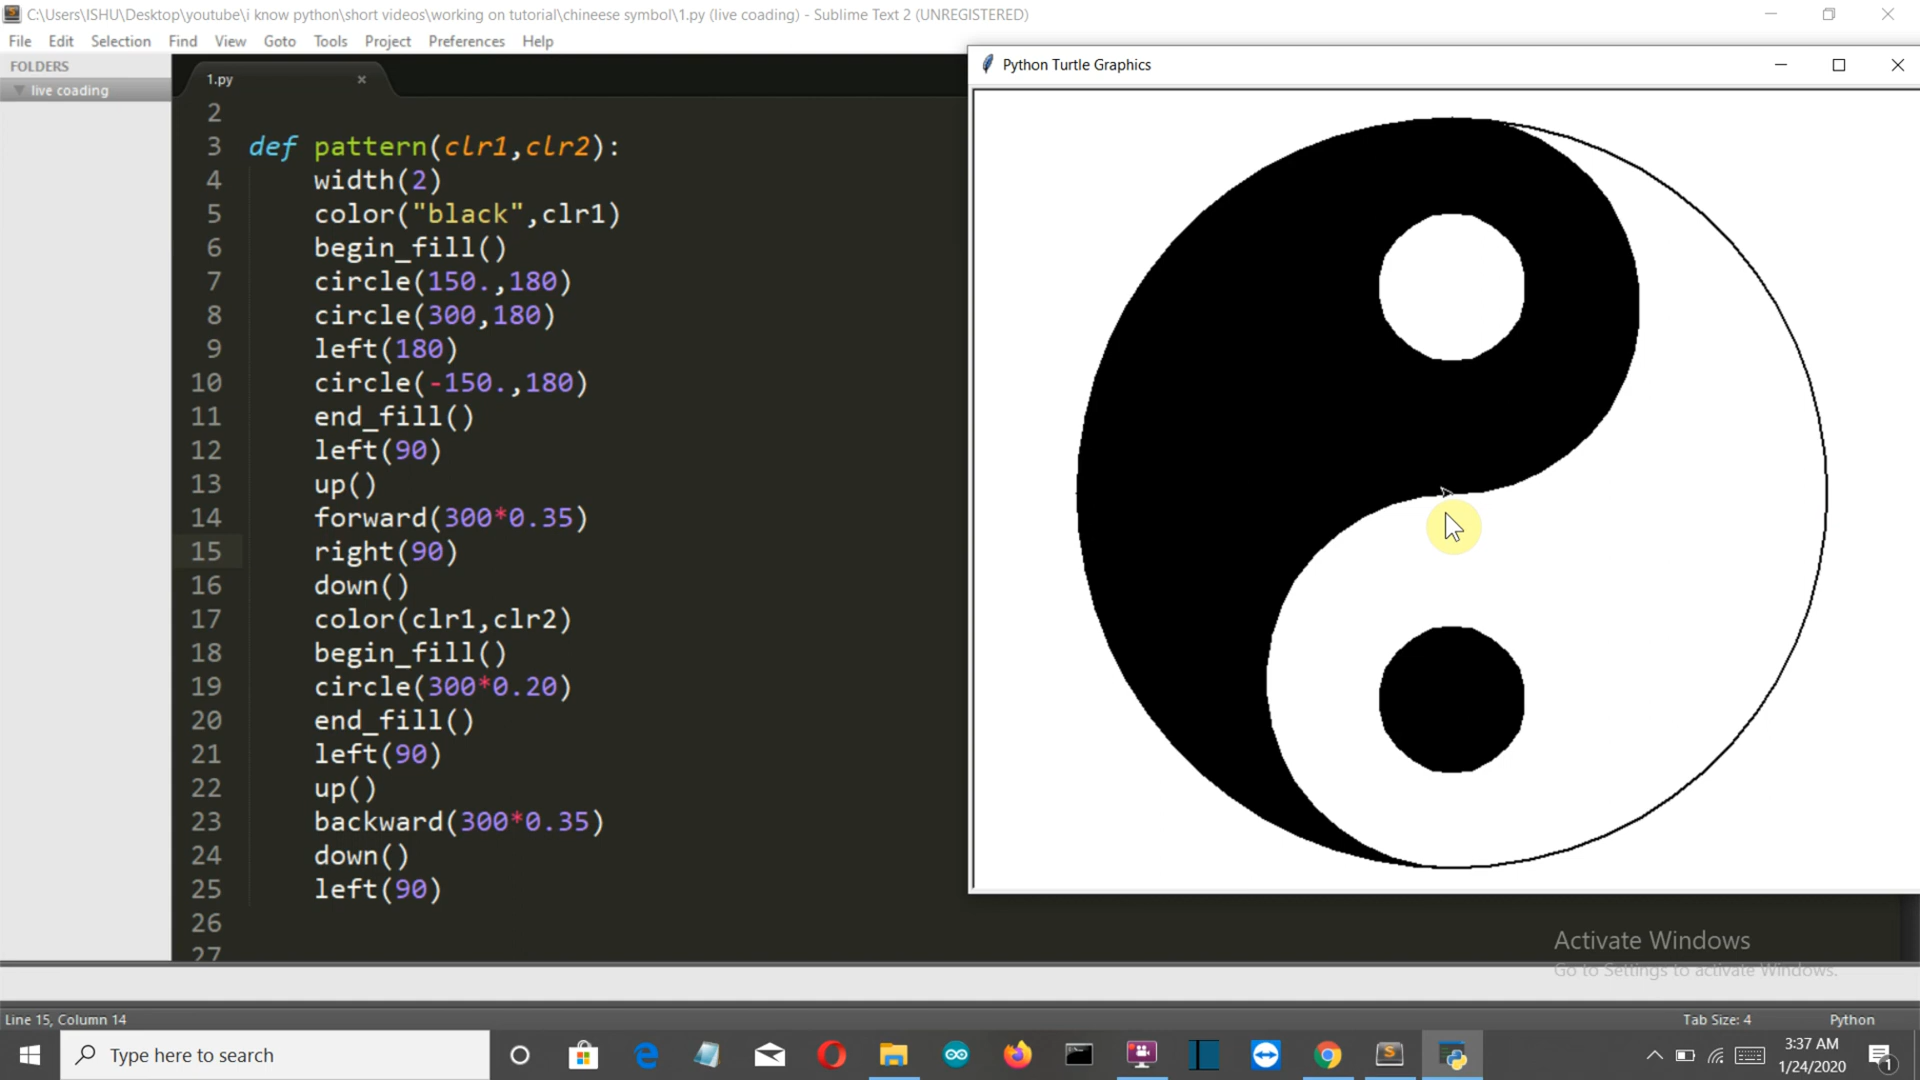 C:\Users\ISHU\Desktop\youtube\i know python\short videos\working on tutorial\chineese symbol\1.py (live coading) - Sublime Text 2 (UNREGISTERED)
File Edit Selection Find View Goto Tools Project Preferences Help
FOLDERS
live coading
1.py
Python Turtle Graphics
2
3 def pattern(clr1,clr2):
4 width(2)
5 color("black",clr1)
6 begin_fill()
7 circle(150.,180)
8 circle(300,180)
9 left(180)
10 circle(-150.,180)
11 end_fill()
12 left(90)
13 up()
14 forward(300*0.35)
15 right(90)
16 down()
17 color(clr1,clr2)
18 begin_fill()
19 circle(300*0.20)
20 end_fill()
21 left(90)
22 up()
23 backward(300*0.35)
24 down()
25 left(90)
26
27
Activate Windows
Go to Settings to activate Windows.
Line 15, Column 14
Tab Size: 4
Python
Type here to search
3:37 AM
1/24/2020
1